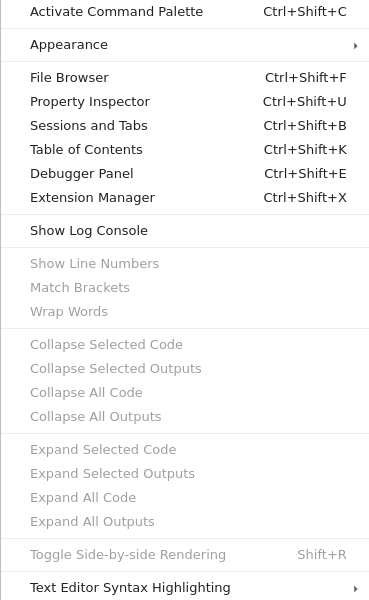 Activate Command Palette Ctrl+Shift+C
Appearance
File Browser Ctrl+Shift+F
Property Inspector Ctrl+Shift+U
Sessions and Tabs Ctrl+Shift+B
Table of Contents Ctrl+Shift+K
Debugger Panel Ctrl+Shift+E
Extension Manager Ctrl+Shift+X
Show Log Console
Show Line Numbers
Match Brackets
Wrap Words
Collapse Selected Code
Collapse Selected Outputs
Collapse All Code
Collapse All Outputs
Expand Selected Code
Expand Selected Outputs
Expand All Code
Expand All Outputs
Toggle Side-by-side Rendering Shift+R
Text Editor Syntax Highlighting